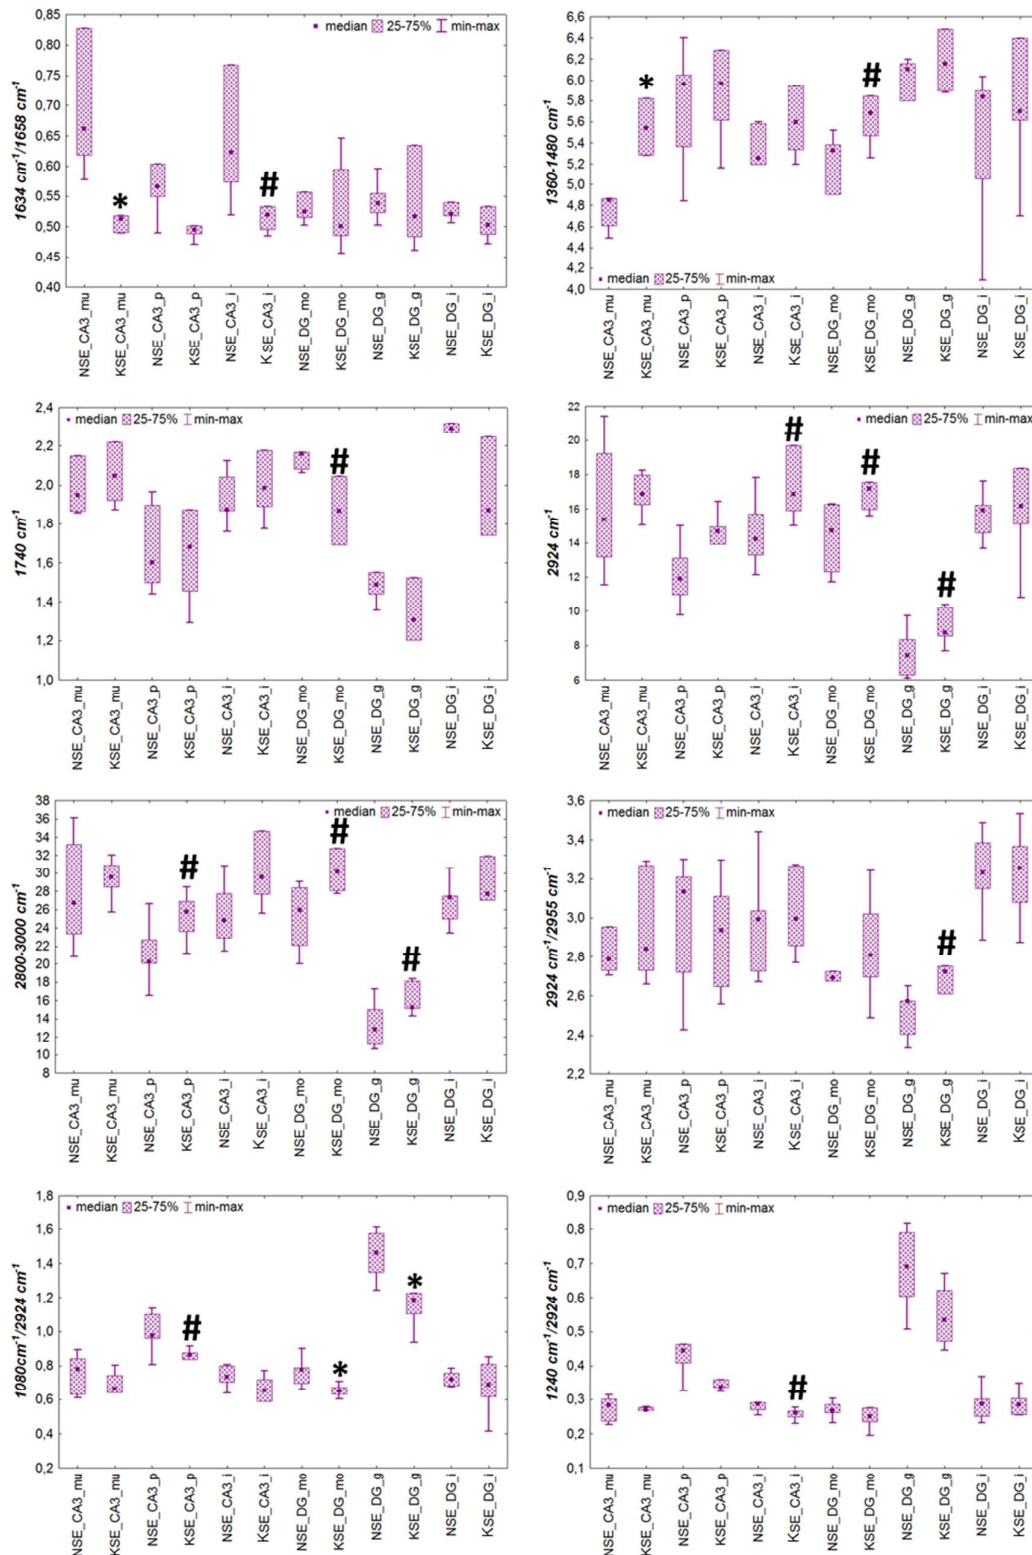 median 25-75% min-max
1634 cm-1/1658 cm-1
0,85
0,80
0,75
0,70
0,65
0,60
0,55
0,50
0,45
0,40
*
#
NSE_CA3_mu
KSE_CA3_mu
NSE_CA3_p
KSE_CA3_p
NSE_CA3_i
KSE_CA3_i
NSE_DG_mo
KSE_DG_mo
NSE_DG_g
KSE_DG_g
NSE_DG_i
KSE_DG_i
1360-1480 cm-1
6,6
6,4
6,2
6,0
5,8
5,6
5,4
5,2
5,0
4,8
4,6
4,4
4,2
4,0
*
#
median 25-75% min-max
NSE_CA3_mu
KSE_CA3_mu
NSE_CA3_p
KSE_CA3_p
NSE_CA3_i
KSE_CA3_i
NSE_DG_mo
KSE_DG_mo
NSE_DG_g
KSE_DG_g
NSE_DG_i
KSE_DG_i
median 25-75% min-max
1740 cm-1
2,4
2,2
2,0
1,8
1,6
1,4
1,2
1,0
#
NSE_CA3_mu
KSE_CA3_mu
NSE_CA3_p
KSE_CA3_p
NSE_CA3_i
KSE_CA3_i
NSE_DG_mo
KSE_DG_mo
NSE_DG_g
KSE_DG_g
NSE_DG_i
KSE_DG_i
median 25-75% min-max
2924 cm-1
22
20
18
16
14
12
10
8
6
#
#
#
NSE_CA3_mu
KSE_CA3_mu
NSE_CA3_p
KSE_CA3_p
NSE_CA3_i
KSE_CA3_i
NSE_DG_mo
KSE_DG_mo
NSE_DG_g
KSE_DG_g
NSE_DG_i
KSE_DG_i
median 25-75% min-max
2800-3000 cm-1
38
36
34
32
30
28
26
24
22
20
18
16
14
12
10
8
#
#
#
NSE_CA3_mu
KSE_CA3_mu
NSE_CA3_p
KSE_CA3_p
NSE_CA3_i
KSE_CA3_i
NSE_DG_mo
KSE_DG_mo
NSE_DG_g
KSE_DG_g
NSE_DG_i
KSE_DG_i
median 25-75% min-max
2924 cm-1/2955 cm-1
3,6
3,4
3,2
3,0
2,8
2,6
2,4
2,2
#
NSE_CA3_mu
KSE_CA3_mu
NSE_CA3_p
KSE_CA3_p
NSE_CA3_i
KSE_CA3_i
NSE_DG_mo
KSE_DG_mo
NSE_DG_g
KSE_DG_g
NSE_DG_i
KSE_DG_i
median 25-75% min-max
1080cm-1/2924 cm-1
1,8
1,6
1,4
1,2
1,0
0,8
0,6
0,4
0,2
#
*
*
NSE_CA3_mu
KSE_CA3_mu
NSE_CA3_p
KSE_CA3_p
NSE_CA3_i
KSE_CA3_i
NSE_DG_mo
KSE_DG_mo
NSE_DG_g
KSE_DG_g
NSE_DG_i
KSE_DG_i
median 25-75% min-max
1240 cm-1/2924 cm-1
0,9
0,8
0,7
0,6
0,5
0,4
0,3
0,2
0,1
#
NSE_CA3_mu
KSE_CA3_mu
NSE_CA3_p
KSE_CA3_p
NSE_CA3_i
KSE_CA3_i
NSE_DG_mo
KSE_DG_mo
NSE_DG_g
KSE_DG_g
NSE_DG_i
KSE_DG_i